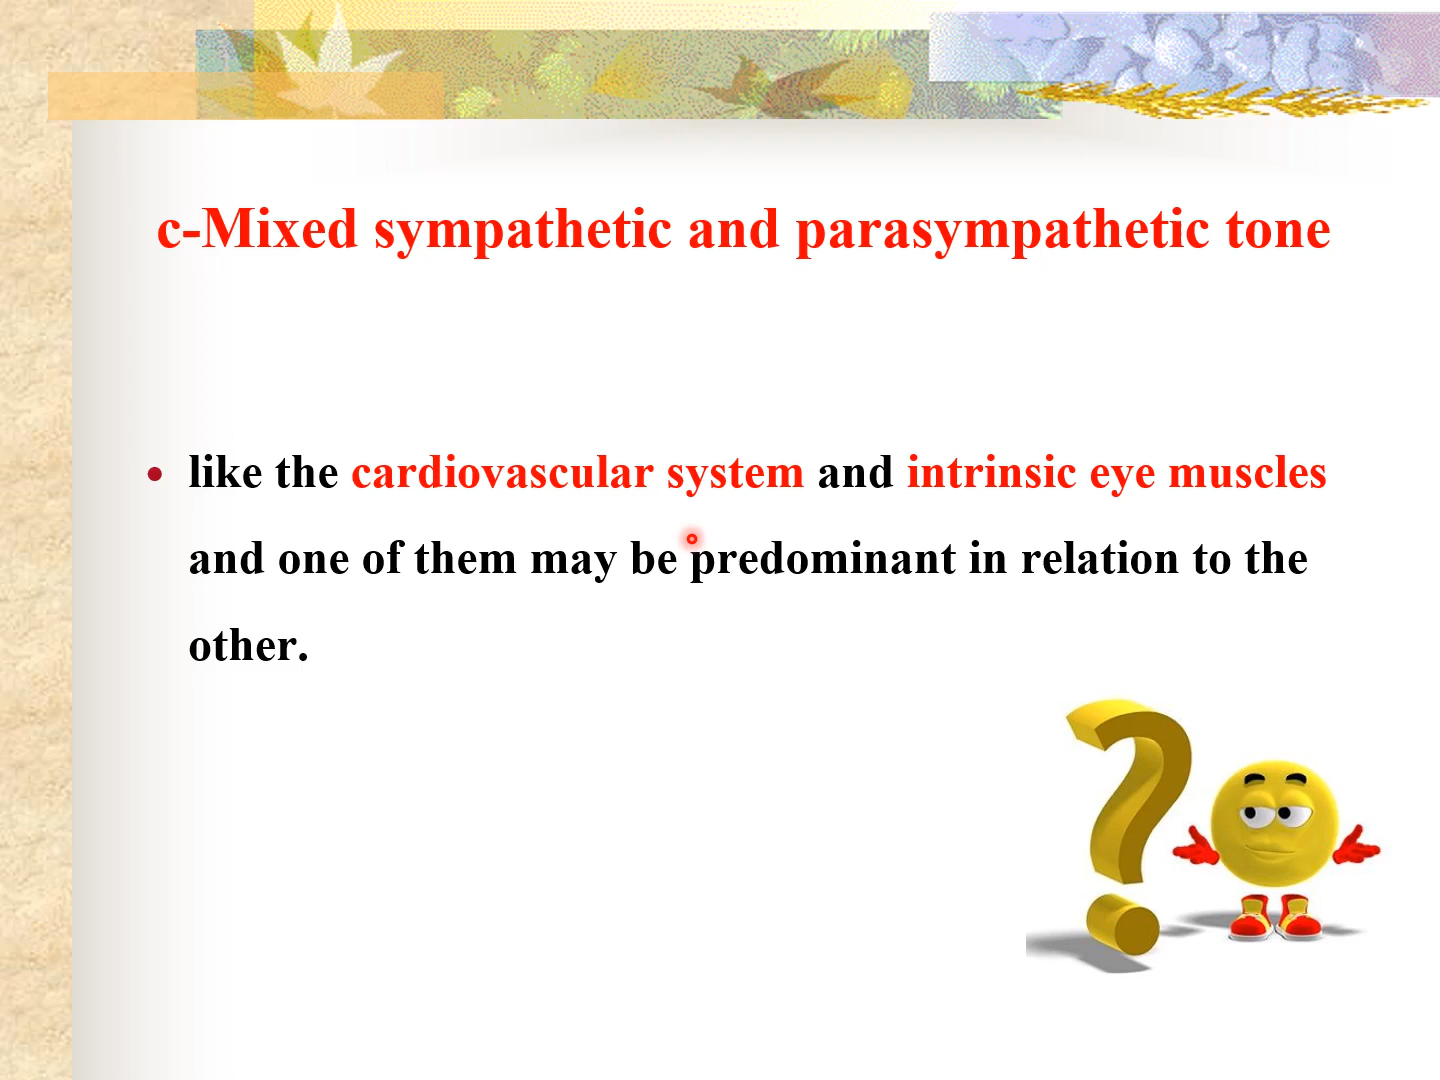 c-Mixed sympathetic and parasympathetic tone
• like the cardiovascular system and intrinsic eye muscles
and one of them may be predominant in relation to the
other.